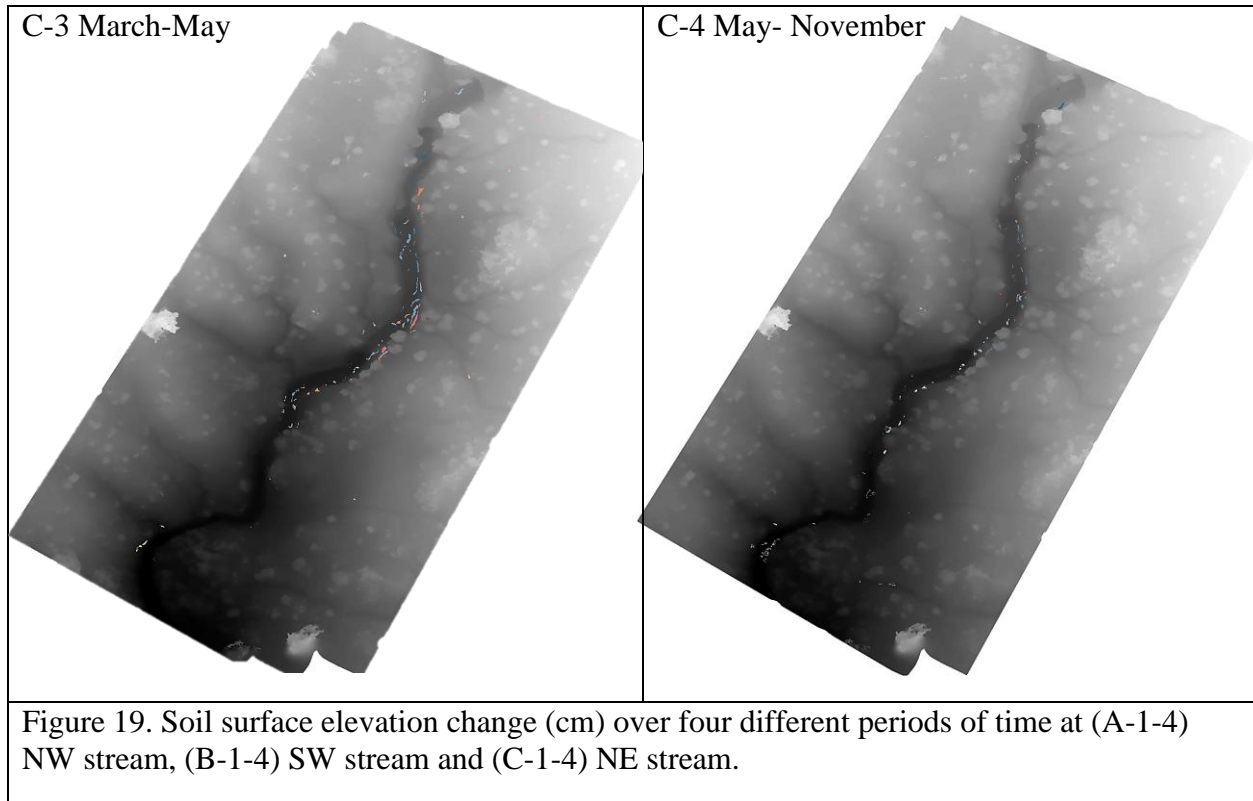 C-3 March-May
C-4 May- November
Figure 19. Soil surface elevation change (cm) over four different periods of time at (A-1-4)
NW stream, (B-1-4) SW stream and (C-1-4) NE stream.